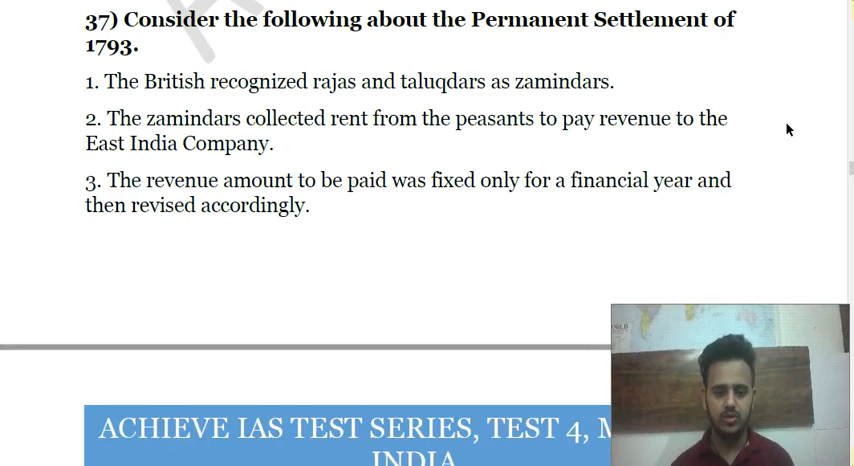 37) Consider the following about the Permanent Settlement of
1793.
1. The British recognized rajas and taluqdars as zamindars.
2. The zamindars collected rent from the peasants to pay revenue to the
East India Company.
3. The revenue amount to be paid was fixed only for a financial year and
then revised accordingly.
ACHIEVE IAS TEST SERIES, TEST 4, M
INDIA